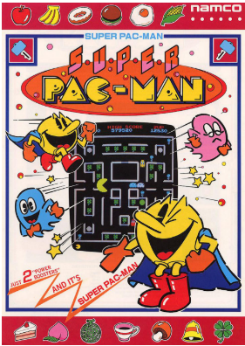 namco
SUPER PAC-MAN
SUPER
PAC-MAN
JUST 2 "POWER
BOOSTERS"
AND IT'S
SUPER PAC-MAN